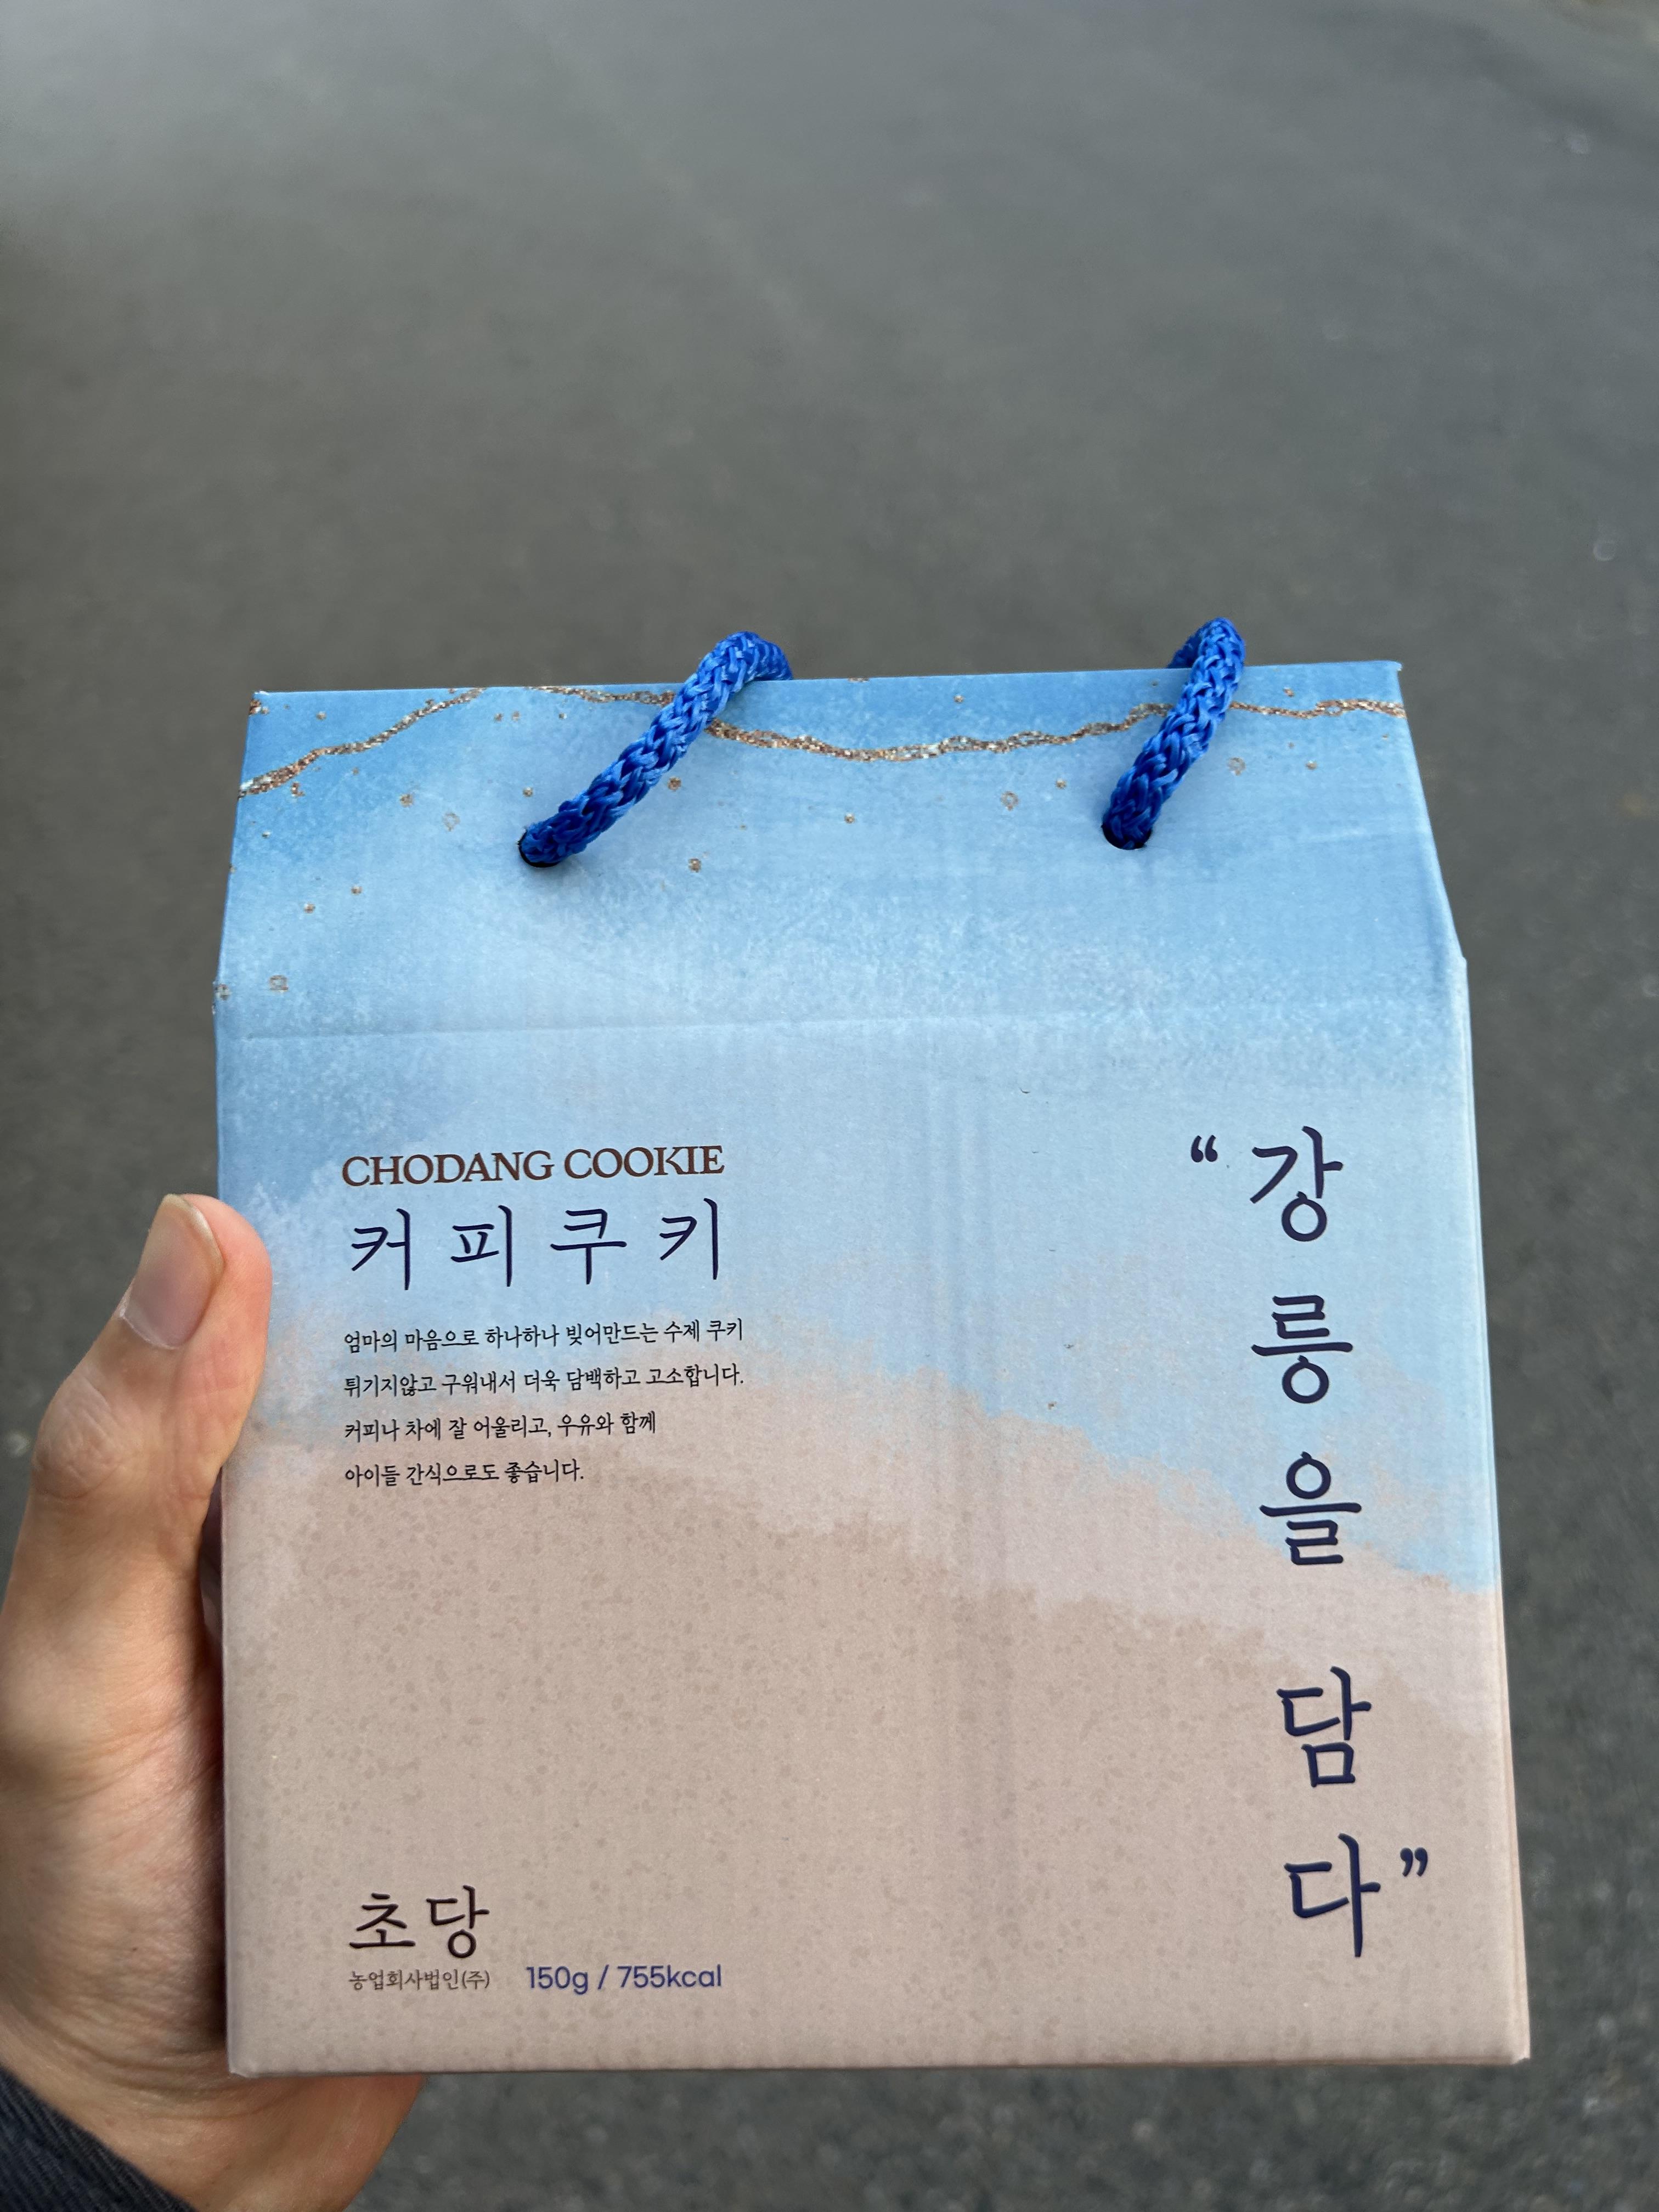 CHODANG COOKIE
커피쿠키
엄마의 마음으로 하나하나 빚어만드는 수제 쿠키
튀기지않고 구워내서 더욱 담백하고 고소합니다.
커피나 차에 잘 어울리고, 우유와 함께
아이들 간식으로도 좋습니다.
“강릉을 담다”
초당
농업회사법인(주)
150g / 755kcal